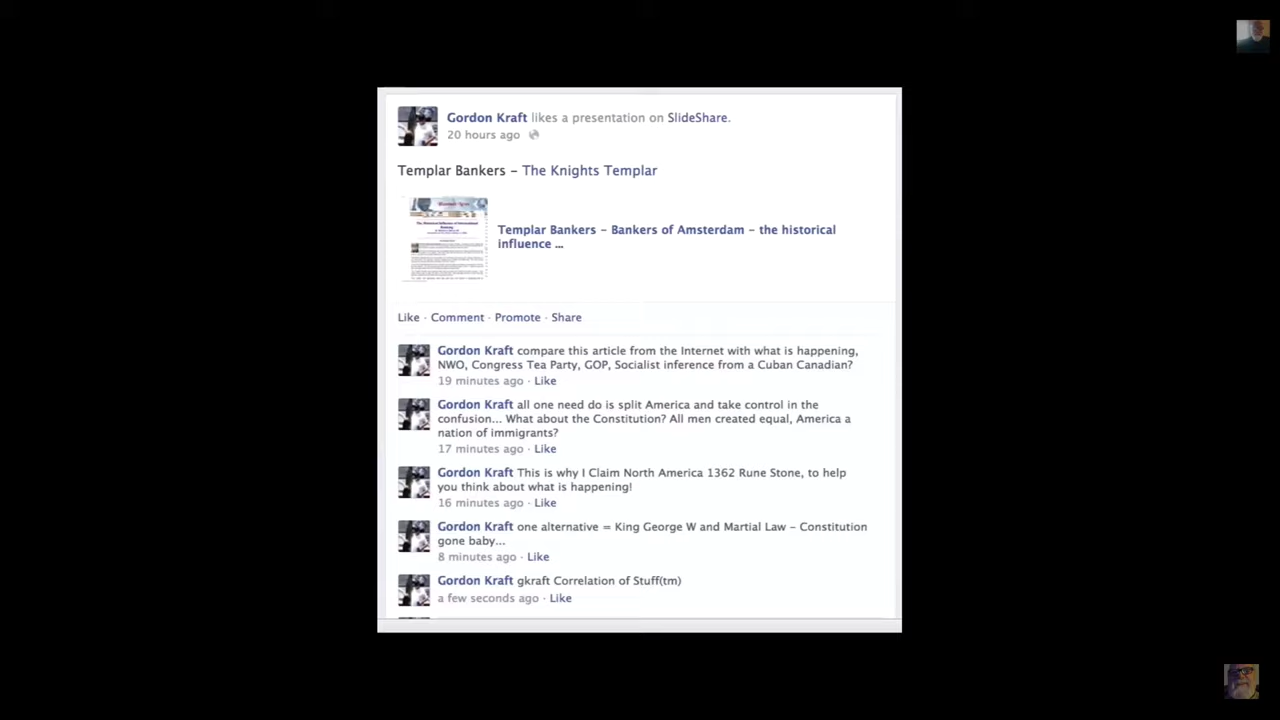 Gordon Kraft likes a presentation on SlideShare.
20 hours ago
Templar Bankers – The Knights Templar
Templar Bankers – Bankers of Amsterdam – the historical
influence ...
Like · Comment · Promote · Share
Gordon Kraft compare this article from the Internet with what is happening,
NWO, Congress Tea Party, GOP, Socialist inference from a Cuban Canadian?
19 minutes ago · Like
Gordon Kraft all one need do is split America and take control in the
confusion... What about the Constitution? All men created equal, America a
nation of immigrants?
17 minutes ago · Like
Gordon Kraft This is why I Claim North America 1362 Rune Stone, to help
you think about what is happening!
16 minutes ago · Like
Gordon Kraft one alternative = King George W and Martial Law – Constitution
gone baby...
8 minutes ago · Like
Gordon Kraft gkraft Correlation of Stuff(tm)
a few seconds ago · Like